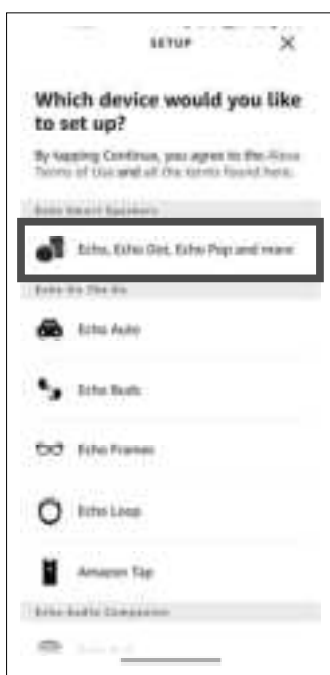 SETUP
Which device would you like
to set up?
By tapping Continue, you agree to the Alexa
Terms of Use and all the terms found here.
Echo Smart Speakers
Echo, Echo Dot, Echo Pop and more
Echo On The Go
Echo Auto
Echo Buds
Echo Frames
Echo Loop
Amazon Tap
Echo Audio Companion